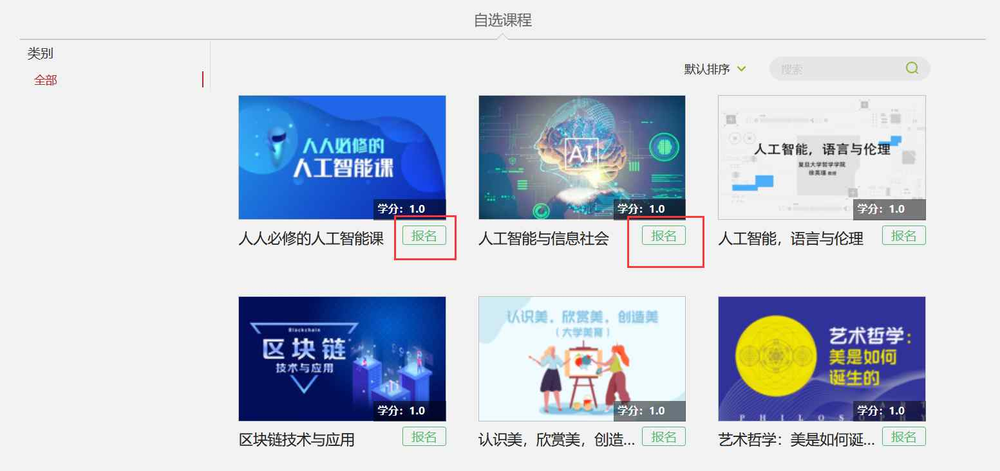 自选课程
类别
全部
默认排序
搜索
人人必修的
人工智能课
学分：1.0
人人必修的人工智能课
报名
AI
学分：1.0
人工智能与信息社会
报名
人工智能，语言与伦理
复旦大学哲学学院
徐英瑾 教授
学分：1.0
人工智能，语言与伦理
报名
Blockchain
区块链
技术与应用
学分：1.0
区块链技术与应用
报名
认识美，欣赏美，创造美
（大学美育）
学分：1.0
认识美，欣赏美，创造...
报名
艺术哲学：
美是如何
诞生的
ART
PHILOSOPHY
学分：1.0
艺术哲学：美是如何诞...
报名